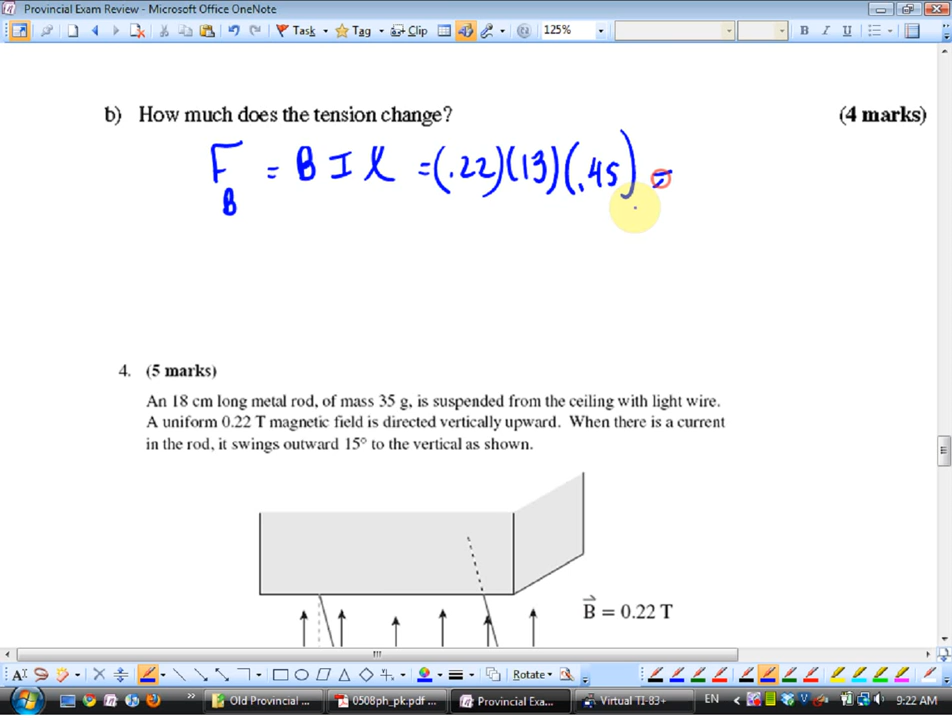 Provincial Exam Review - Microsoft Office OneNote
Task Tag Clip 125% B I U
b) How much does the tension change? (4 marks)
F_B = B I l = (.22)(13)(.45) =
4. (5 marks)
An 18 cm long metal rod, of mass 35 g, is suspended from the ceiling with light wire.
A uniform 0.22 T magnetic field is directed vertically upward. When there is a current
in the rod, it swings outward 15° to the vertical as shown.
B = 0.22 T
Rotate
Old Provincial ... 0508ph_pk.pdf ... Provincial Exa... Virtual TI-83+ EN 9:22 AM